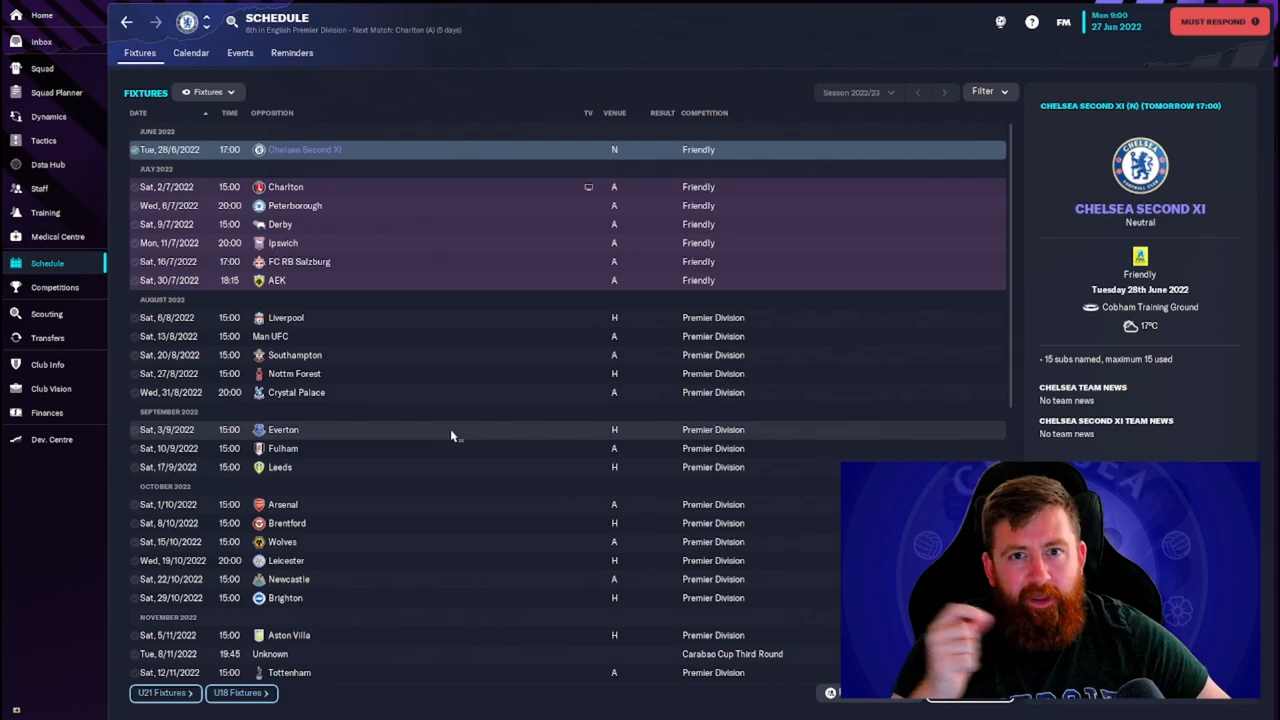 Home
Inbox
Squad
Squad Planner
Dynamics
Tactics
Data Hub
Staff
Training
Medical Centre
Schedule
Competitions
Scouting
Transfers
Club Info
Club Vision
Finances
Dev. Centre
SCHEDULE
6th in English Premier Division - Next Match: Charlton (A) (5 days)
? FM Mon 9:00
27 Jun 2022
MUST RESPOND
Fixtures Calendar Events Reminders
FIXTURES Fixtures Season 2022/23 Filter
DATE TIME OPPOSITION TV VENUE RESULT COMPETITION
JUNE 2022
Tue, 28/6/2022 17:00 Chelsea Second XI N Friendly
JULY 2022
Sat, 2/7/2022 15:00 Charlton A Friendly
Wed, 6/7/2022 20:00 Peterborough A Friendly
Sat, 9/7/2022 15:00 Derby A Friendly
Mon, 11/7/2022 20:00 Ipswich A Friendly
Sat, 16/7/2022 17:00 FC RB Salzburg A Friendly
Sat, 30/7/2022 18:15 AEK A Friendly
AUGUST 2022
Sat, 6/8/2022 15:00 Liverpool H Premier Division
Sat, 13/8/2022 15:00 Man UFC A Premier Division
Sat, 20/8/2022 15:00 Southampton A Premier Division
Sat, 27/8/2022 15:00 Nottm Forest H Premier Division
Wed, 31/8/2022 20:00 Crystal Palace A Premier Division
SEPTEMBER 2022
Sat, 3/9/2022 15:00 Everton H Premier Division
Sat, 10/9/2022 15:00 Fulham A Premier Division
Sat, 17/9/2022 15:00 Leeds H Premier Division
OCTOBER 2022
Sat, 1/10/2022 15:00 Arsenal A Premier Division
Sat, 8/10/2022 15:00 Brentford H Premier Division
Sat, 15/10/2022 15:00 Wolves A Premier Division
Wed, 19/10/2022 20:00 Leicester H Premier Division
Sat, 22/10/2022 15:00 Newcastle A Premier Division
Sat, 29/10/2022 15:00 Brighton H Premier Division
NOVEMBER 2022
Sat, 5/11/2022 15:00 Aston Villa H Premier Division
Tue, 8/11/2022 19:45 Unknown Carabao Cup Third Round
Sat, 12/11/2022 15:00 Tottenham A Premier Division
U21 Fixtures U18 Fixtures
CHELSEA SECOND XI (N) (TOMORROW 17:00)
CHELSEA
FOOTBALL CLUB
CHELSEA SECOND XI
Neutral
Friendly
Tuesday 28th June 2022
Cobham Training Ground
17°C
- 15 subs named, maximum 15 used
CHELSEA TEAM NEWS
No team news
CHELSEA SECOND XI TEAM NEWS
No team news